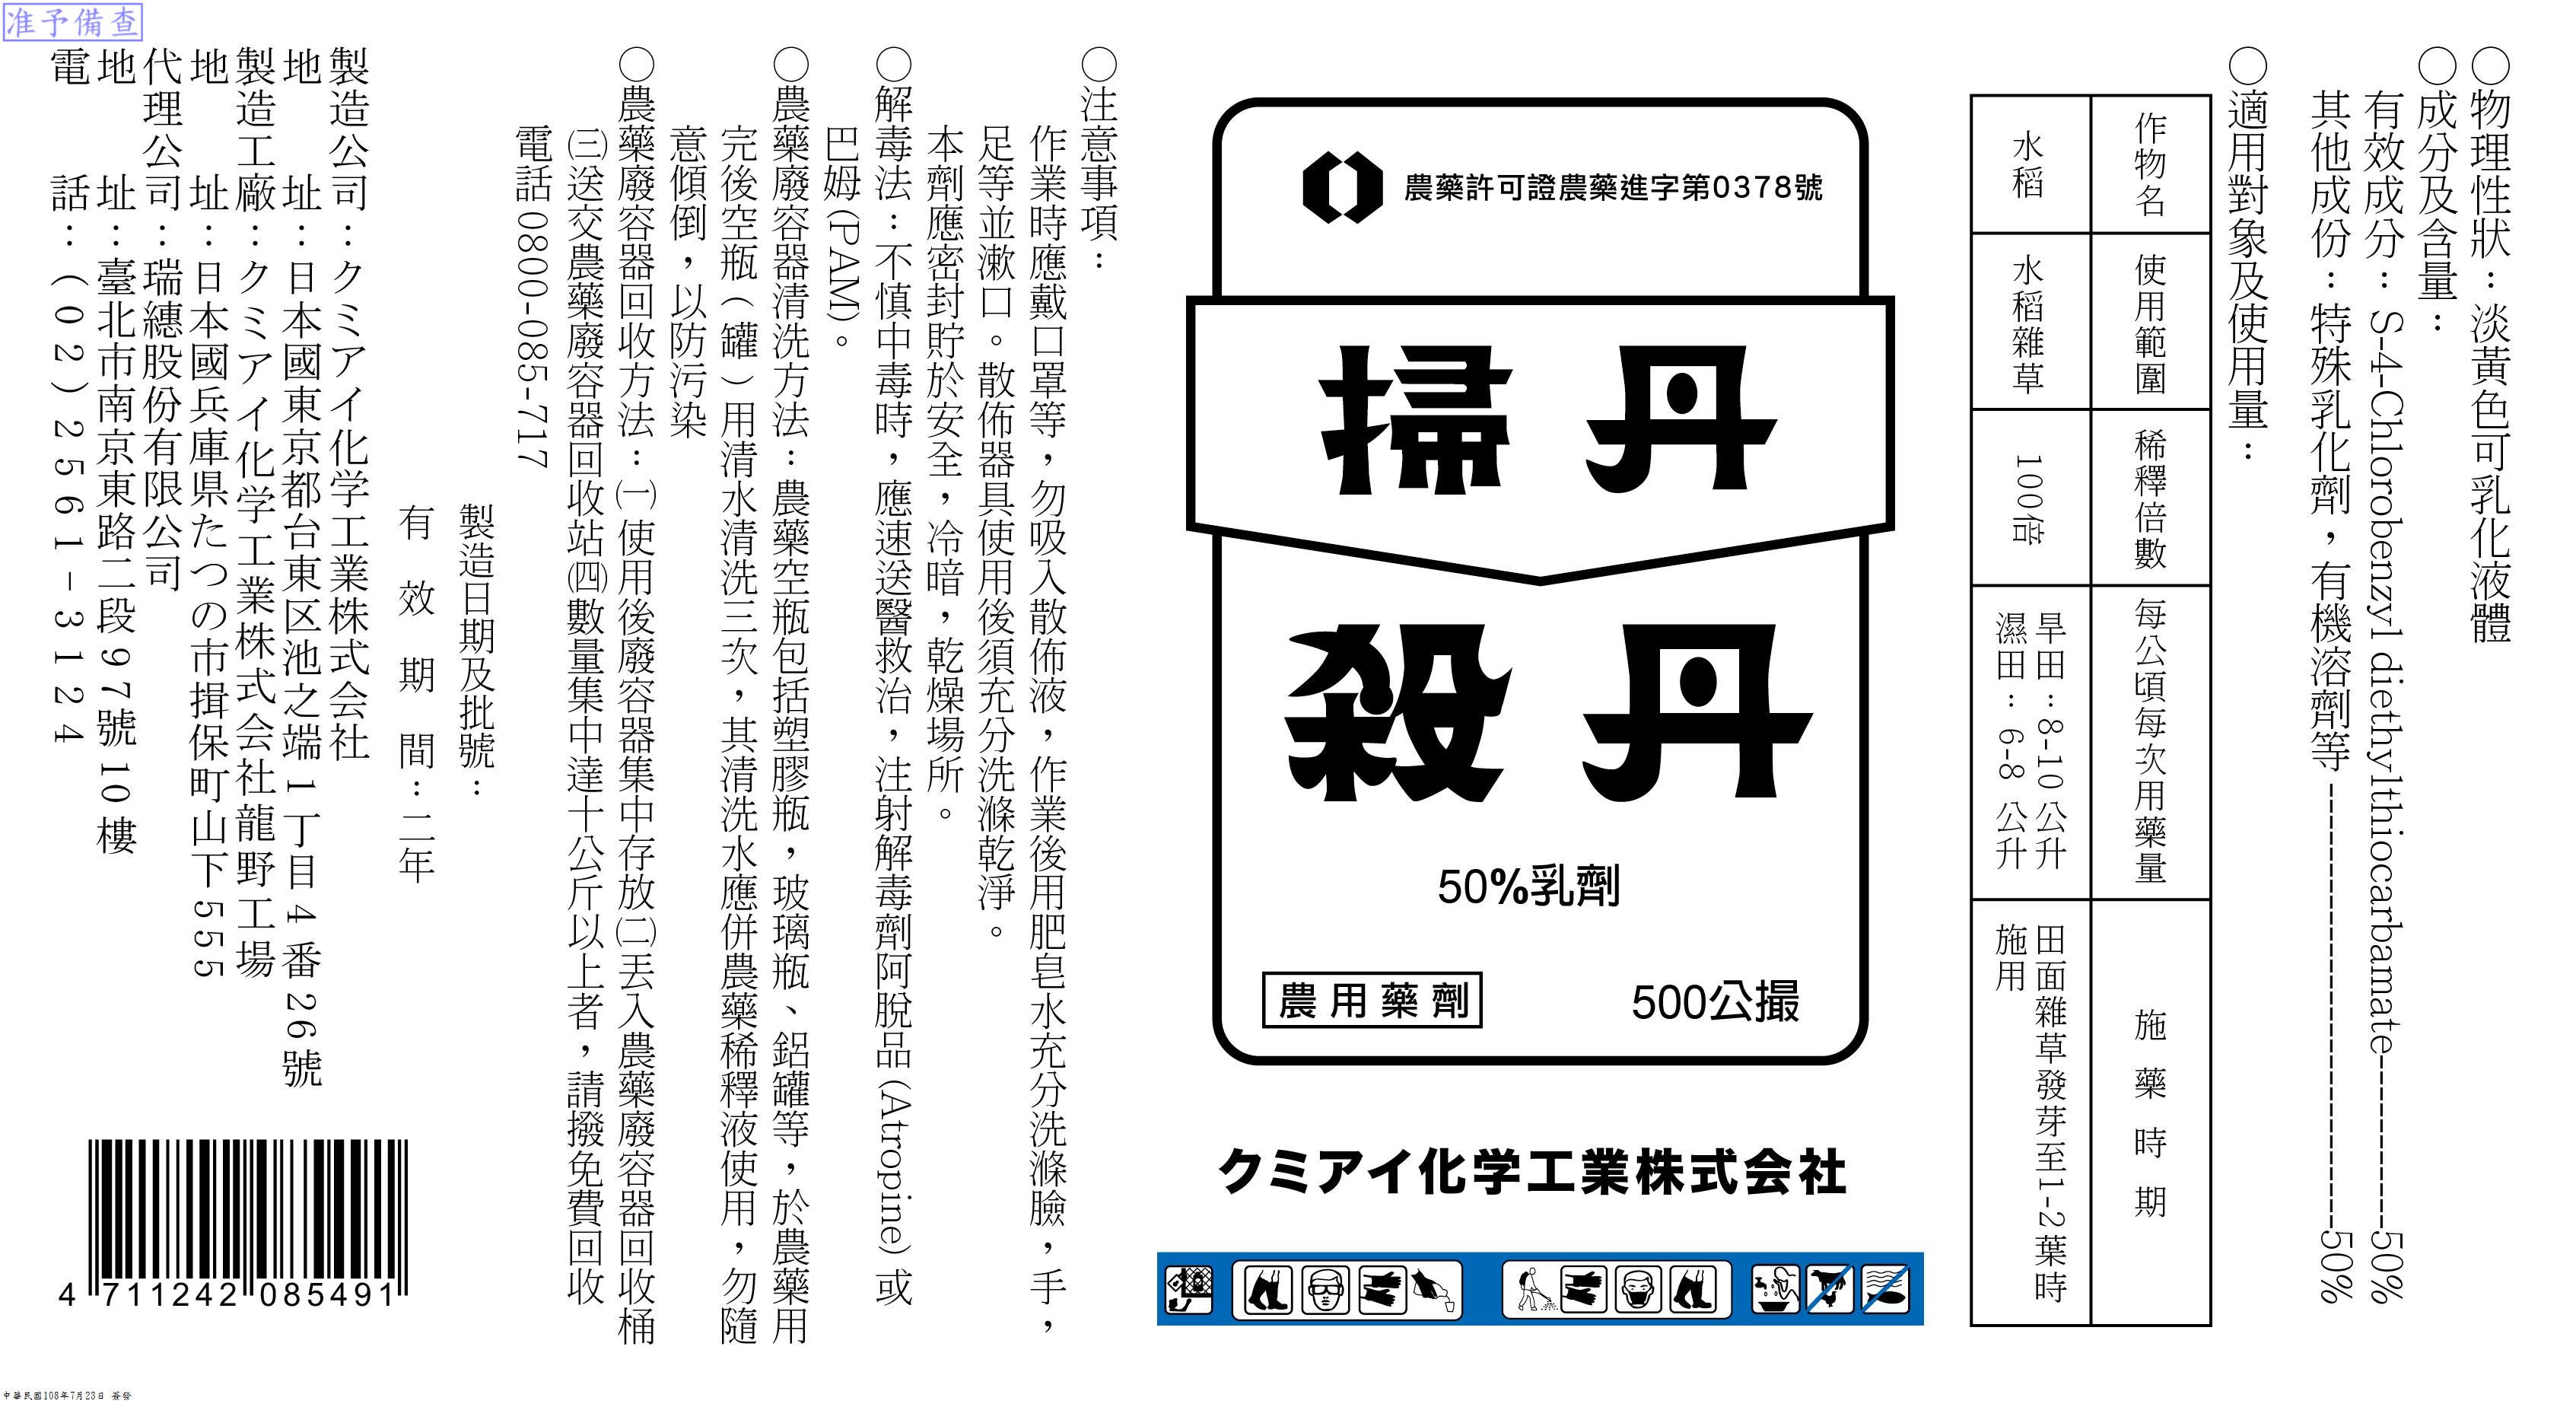 准予備查
○物理性狀：淡黃色可乳化液體
○成分及含量：
有效成分：S-4-Chlorobenzyl diethylthiocarbamate---------------50%
其他成份：特殊乳化劑，有機溶劑等---------------------------------50%
○適用對象及使用量：
作物名
使用範圍
稀釋倍數
每公頃每次用藥量
施藥時期
水稻
水稻雜草
100倍
旱田：8-10公升
濕田：6-8公升
田面雜草發芽至1-2葉時
施用
農藥許可證農藥進字第0378號
掃丹
殺丹
50%乳劑
農用藥劑
500公撮
クミアイ化学工業株式会社
○注意事項：
作業時應戴口罩等，勿吸入散佈液，作業後用肥皂水充分洗滌臉，手，
足等並漱口。散佈器具使用後須充分洗滌乾淨。
本劑應密封貯於安全，冷暗，乾燥場所。
○解毒法：不慎中毒時，應速送醫救治，注射解毒劑阿脫品(Atropine)或
巴姆(PAM)。
○農藥廢容器清洗方法：農藥空瓶包括塑膠瓶，玻璃瓶、鋁罐等，於農藥用
完後空瓶（罐）用清水清洗三次，其清洗水應併農藥稀釋液使用，勿隨
意傾倒，以防污染
○農藥廢容器回收方法：㈠使用後廢容器集中存放㈡丟入農藥廢容器回收桶
㈢送交農藥廢容器回收站㈣數量集中達十公斤以上者，請撥免費回收
電話0800-085-717
製造日期及批號：
有效期間：二年
製造公司：クミアイ化学工業株式会社
地址：日本國東京都台東区池之端1丁目4番26號
製造工廠：クミアイ化学工業株式会社龍野工場
地址：日本國兵庫県たつの市揖保町山下555
代理公司：瑞繐股份有限公司
地址：臺北市南京東路二段97號10樓
電話：(02)2561-3124
4 711242 085491
中華民國108年7月23日 簽發